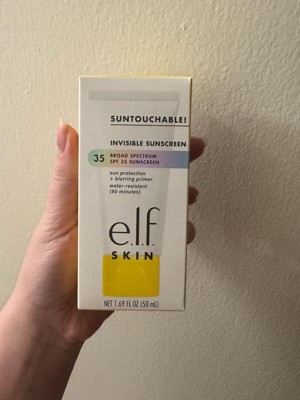 SUNTOUCHABLE!
INVISIBLE SUNSCREEN
35 BROAD SPECTRUM
SPF 35 SUNSCREEN
sun protection
+ blurring primer
water-resistant
(80 minutes)
e.l.f.
SKIN
NET 1.69 FL OZ (50 mL)